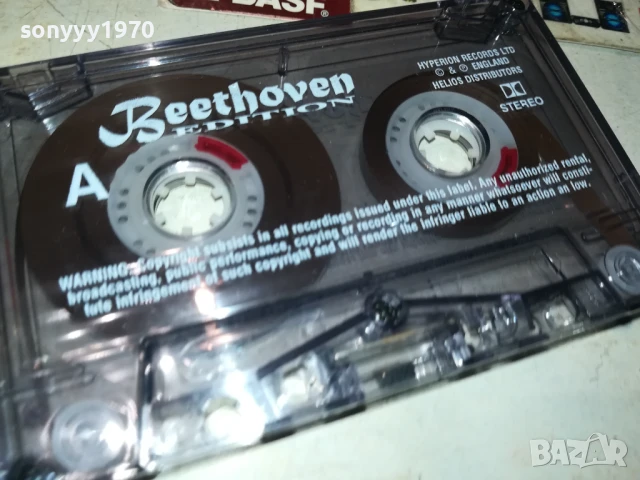 sonyyy1970
BASF
Beethoven
EDITION
A
HYPERION RECORDS LTD
© & ℗ ENGLAND
HELIOS DISTRIBUTORS
STEREO
WARNING: Copyright subsists in all recordings issued under this label. Any unauthorized rental,
broadcasting, public performance, copying or recording in any manner whatsoever will consti-
tute infringement of such copyright and will render the infringer liable to an action an low.
BAZAR